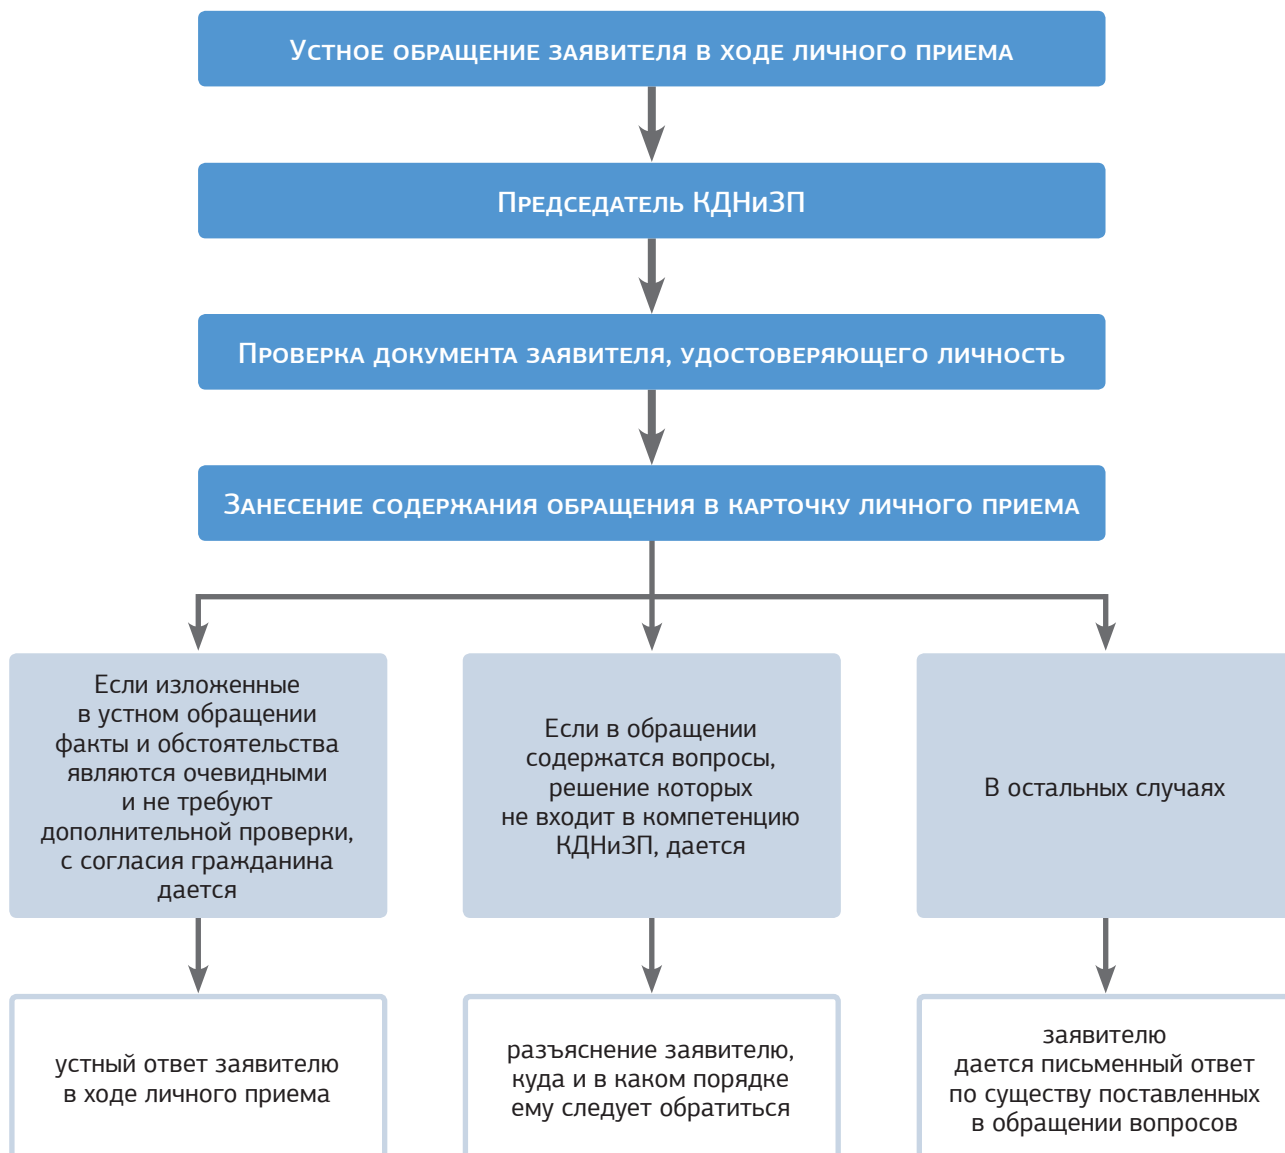 Устное обращение заявителя в ходе личного приема
Председатель КДНиЗП
Проверка документа заявителя, удостоверяющего личность
Занесение содержания обращения в карточку личного приема
Если изложенные
в устном обращении
факты и обстоятельства
являются очевидными
и не требуют
дополнительной проверки,
с согласия гражданина
дается
Если в обращении
содержатся вопросы,
решение которых
не входит в компетенцию
КДНиЗП, дается
В остальных случаях
устный ответ заявителю
в ходе личного приема
разъяснение заявителю,
куда и в каком порядке
ему следует обратиться
заявителю
дается письменный ответ
по существу поставленных
в обращении вопросов